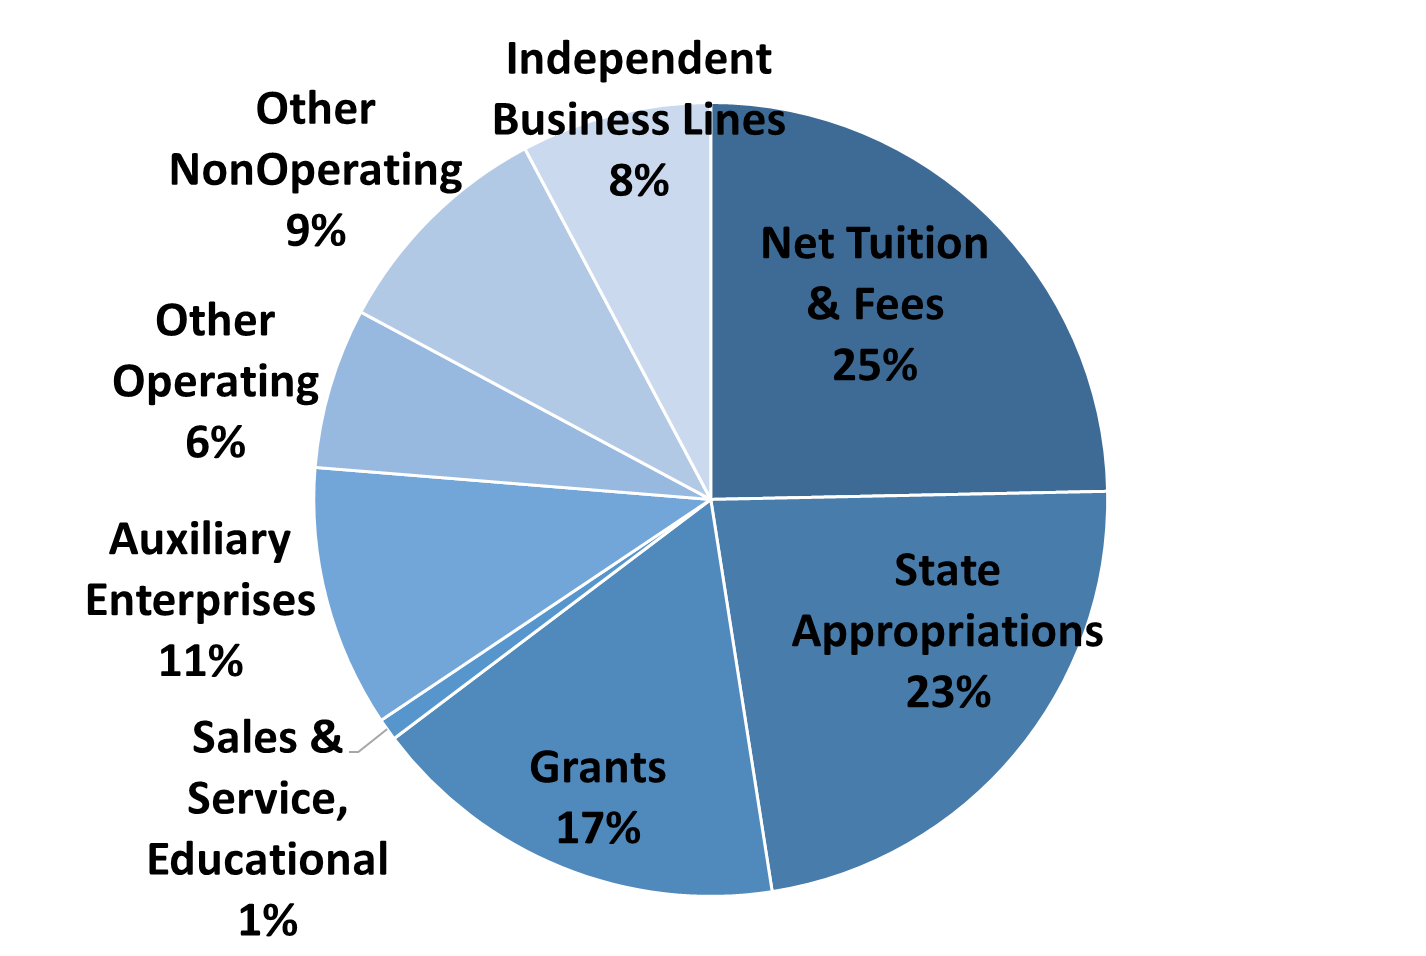 Independent
Business Lines
8%
Net Tuition
& Fees
25%
State
Appropriations
23%
Grants
17%
Sales &
Service,
Educational
1%
Auxiliary
Enterprises
11%
Other
Operating
6%
Other
NonOperating
9%